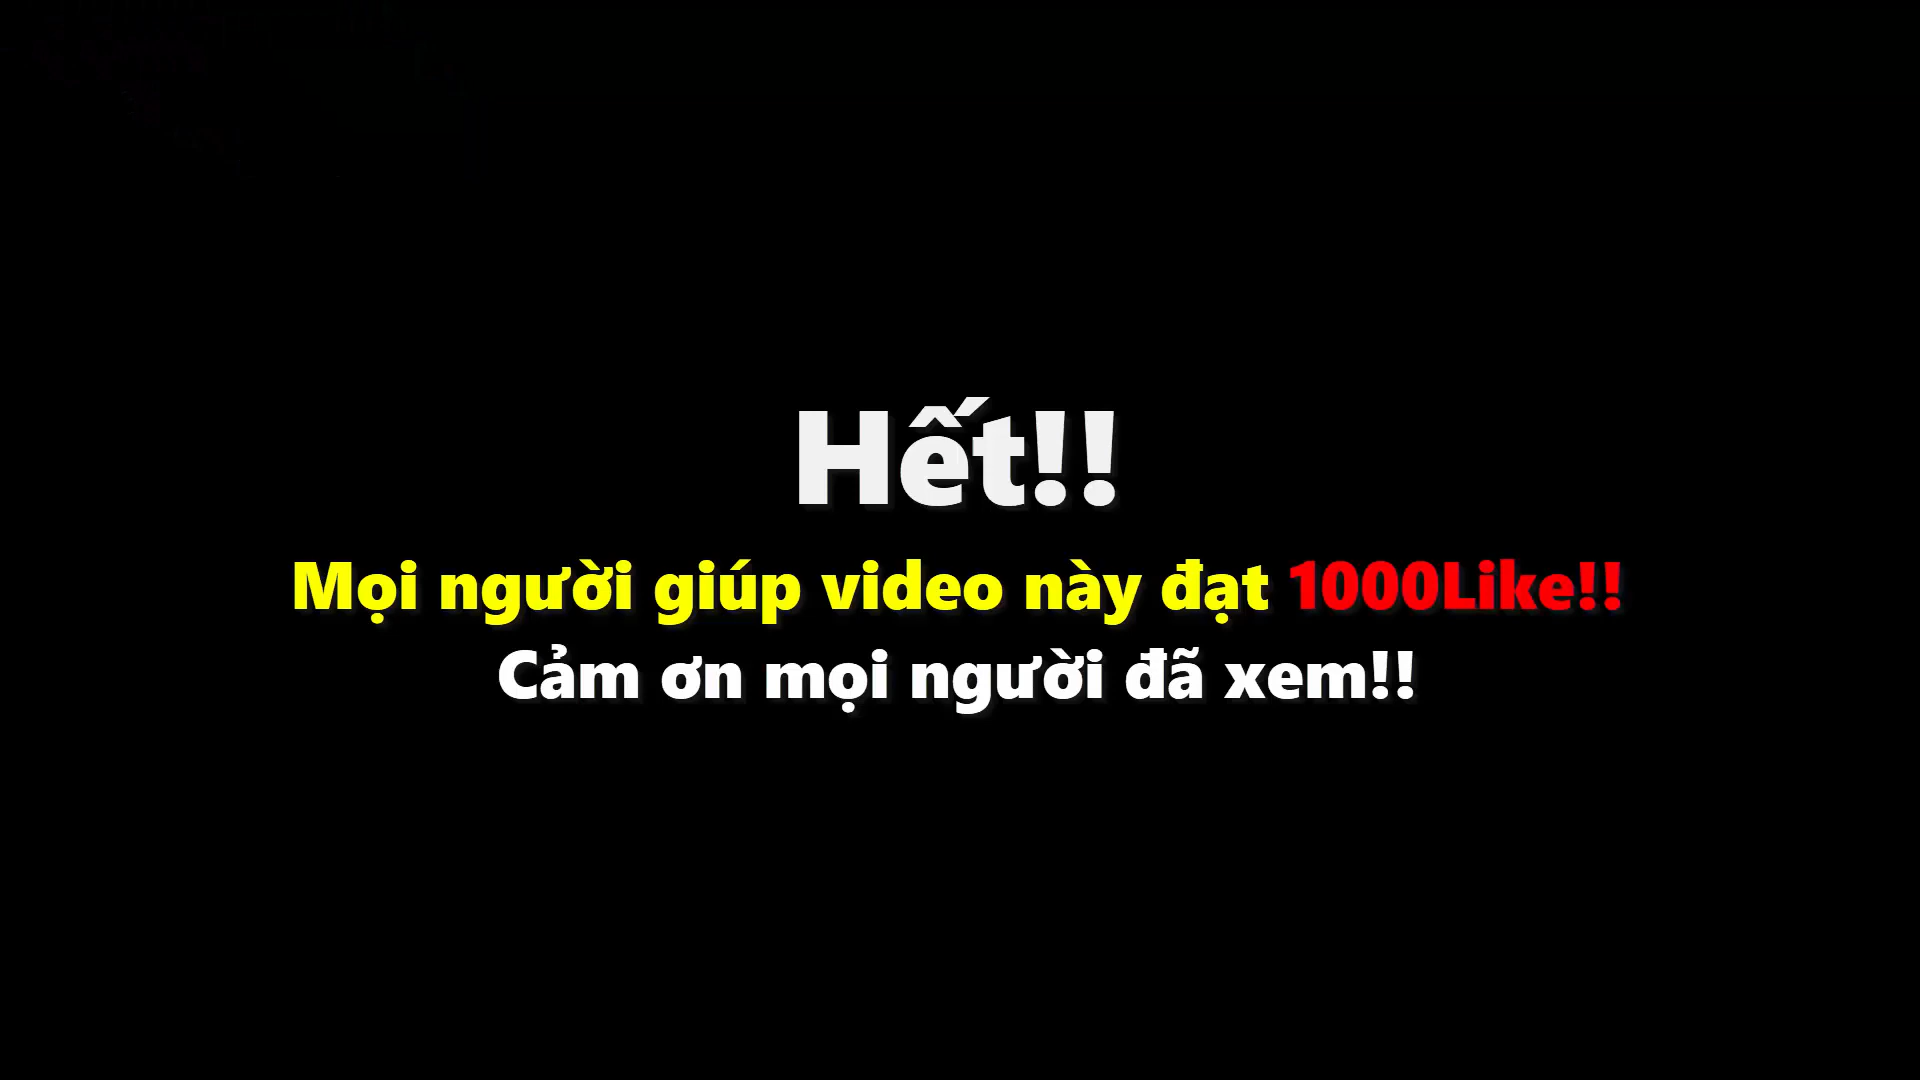 Hết!!
Mọi người giúp video này đạt 1000Like!!
Cảm ơn mọi người đã xem!!